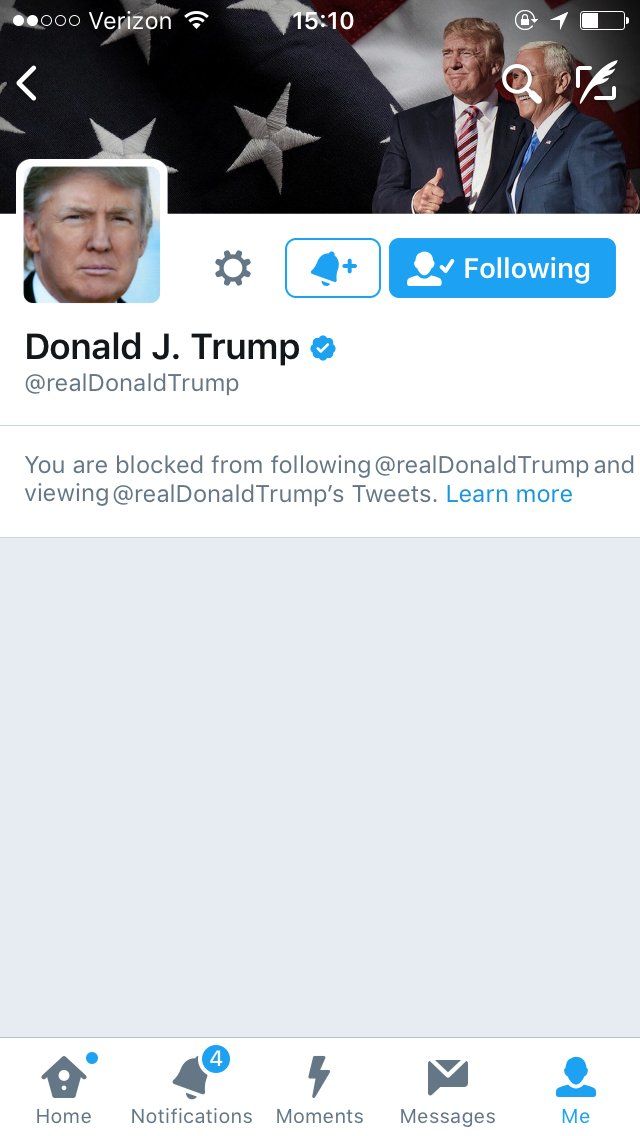 Verizon 15:10
Following
Donald J. Trump
@realDonaldTrump
You are blocked from following @realDonaldTrump and
viewing @realDonaldTrump's Tweets. Learn more
4
Home Notifications Moments Messages Me